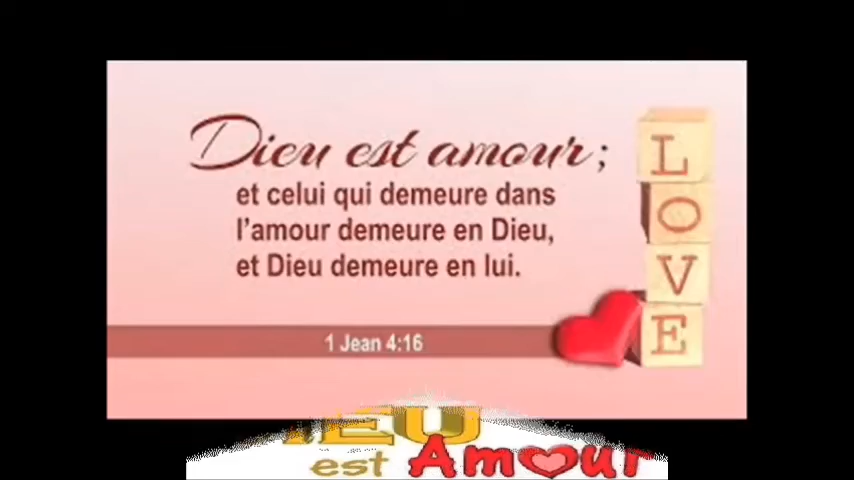 Dieu est amour ;
et celui qui demeure dans
l'amour demeure en Dieu,
et Dieu demeure en lui.
1 Jean 4:16
L
O
V
E
est Amour